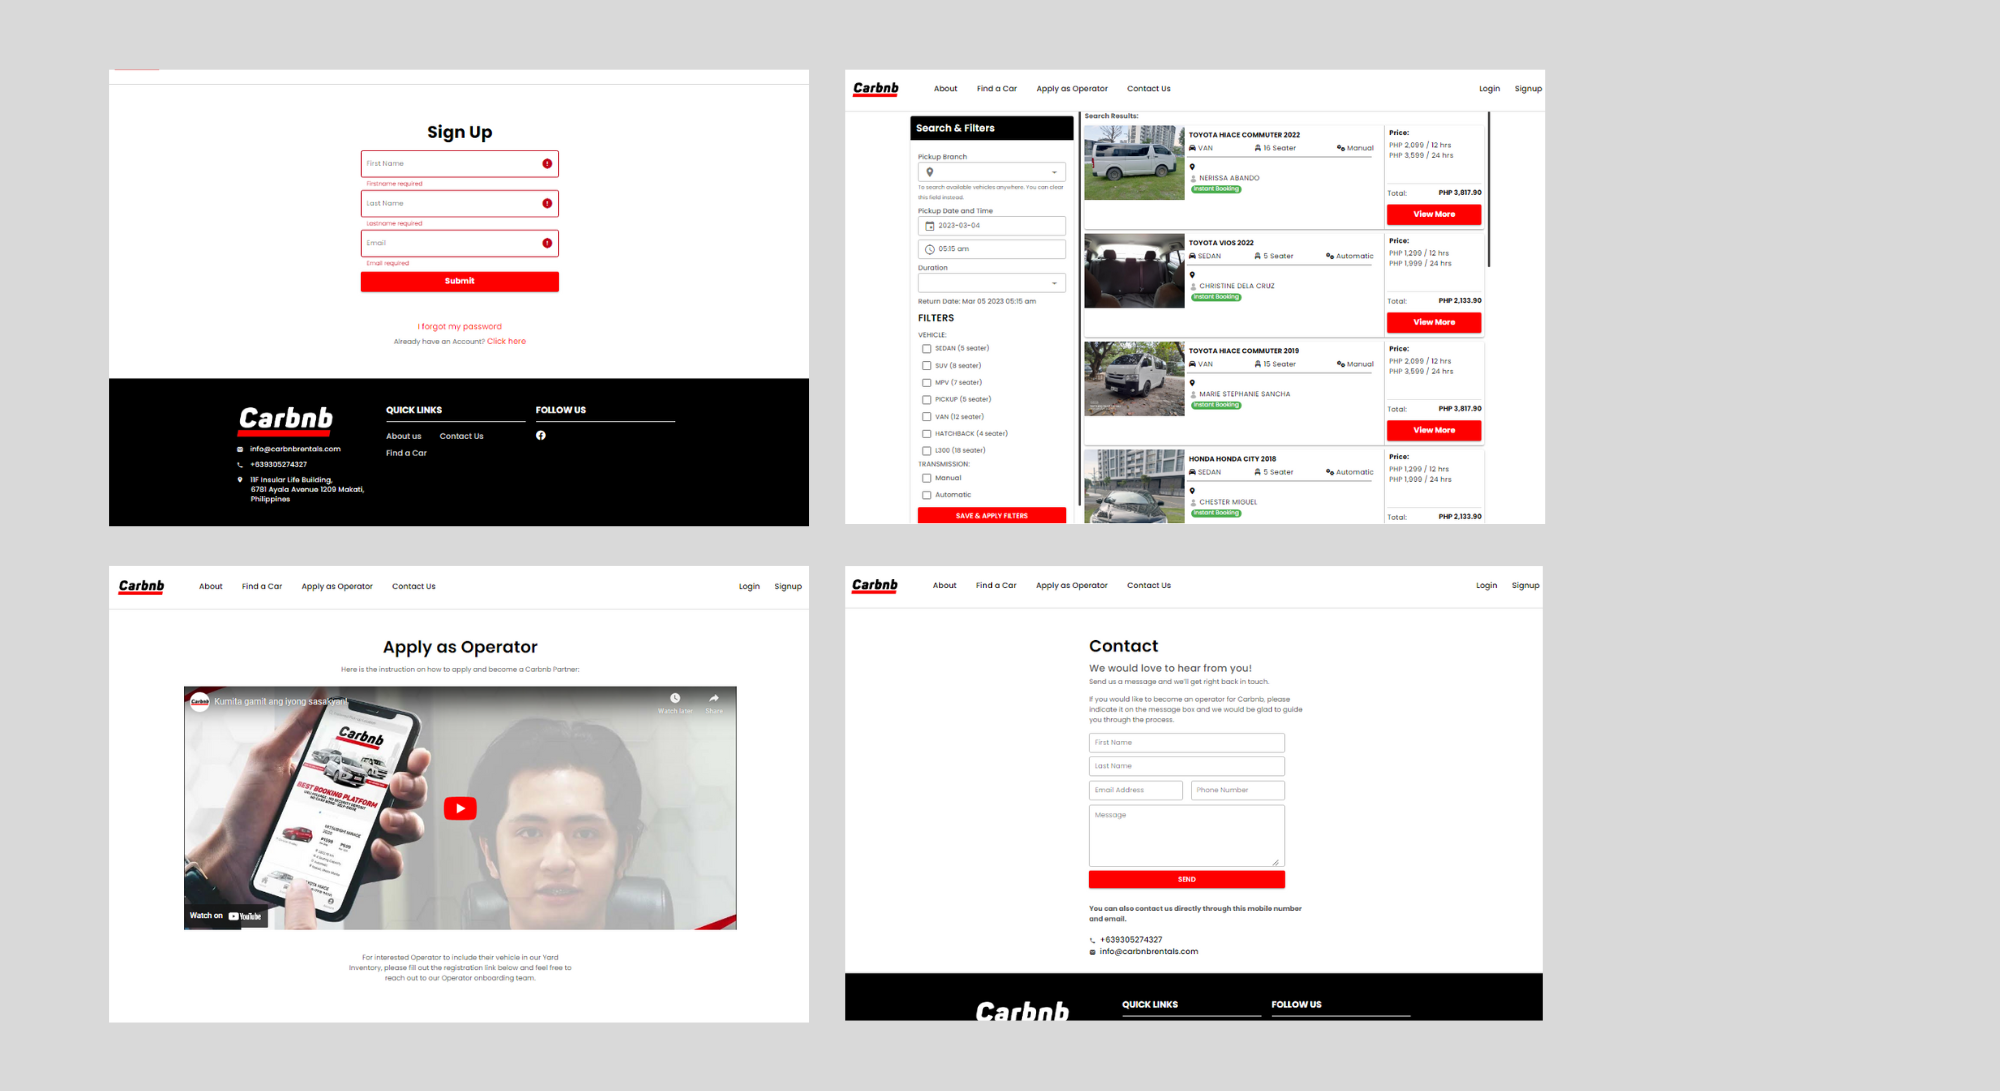 Sign Up
First Name
Firstname required
Last Name
Lastname required
Email
Email required
Submit
I forgot my password
Already have an Account? Click here
Carbnb
info@carbnbrentals.com
+639305274327
11F Insular Life Building,
6781 Ayala Avenue 1209 Makati,
Philippines
QUICK LINKS
About us Contact Us
Find a Car
FOLLOW US
Carbnb About Find a Car Apply as Operator Contact Us Login Signup
Search & Filters
Pickup Branch
To search available vehicles anywhere. You can clear
this field instead.
Pickup Date and Time
2023-03-04
05:15 am
Duration
Return Date: Mar 05 2023 05:15 am
FILTERS
VEHICLE:
SEDAN (5 seater)
SUV (8 seater)
MPV (7 seater)
PICKUP (5 seater)
VAN (12 seater)
HATCHBACK (4 seater)
L300 (18 seater)
TRANSMISSION:
Manual
Automatic
SAVE & APPLY FILTERS
Search Results:
TOYOTA HIACE COMMUTER 2022
VAN 16 Seater Manual
NERISSA ABANDO
Instant Booking
Price:
PHP 2,099 / 12 hrs
PHP 3,599 / 24 hrs
Total: PHP 3,817.90
View More
TOYOTA VIOS 2022
SEDAN 5 Seater Automatic
CHRISTINE DELA CRUZ
Instant Booking
Price:
PHP 1,299 / 12 hrs
PHP 1,999 / 24 hrs
Total: PHP 2,133.90
View More
TOYOTA HIACE COMMUTER 2019
VAN 15 Seater Manual
MARIE STEPHANIE SANCHA
Instant Booking
Price:
PHP 2,099 / 12 hrs
PHP 3,599 / 24 hrs
Total: PHP 3,817.90
View More
HONDA HONDA CITY 2018
SEDAN 5 Seater Automatic
CHESTER MIGUEL
Instant Booking
Price:
PHP 1,299 / 12 hrs
PHP 1,999 / 24 hrs
Total: PHP 2,133.90
Carbnb About Find a Car Apply as Operator Contact Us Login Signup
Apply as Operator
Here is the instruction on how to apply and become a Carbnb Partner:
Carbnb Kumita gamit ang iyong sasakyan!
Watch later Share
Carbnb
BEST BOOKING PLATFORM
Watch on YouTube
For interested Operator to include their vehicle in our Yard
Inventory, please fill out the registration link below and feel free to
reach out to our Operator onboarding team.
Carbnb About Find a Car Apply as Operator Contact Us Login Signup
Contact
We would love to hear from you!
Send us a message and we'll get right back in touch.
If you would like to become an operator for Carbnb, please
indicate it on the message box and we would be glad to guide
you through the process.
First Name
Last Name
Email Address Phone Number
Message
SEND
You can also contact us directly through this mobile number
and email.
+639305274327
info@carbnbrentals.com
Carbnb
QUICK LINKS
FOLLOW US